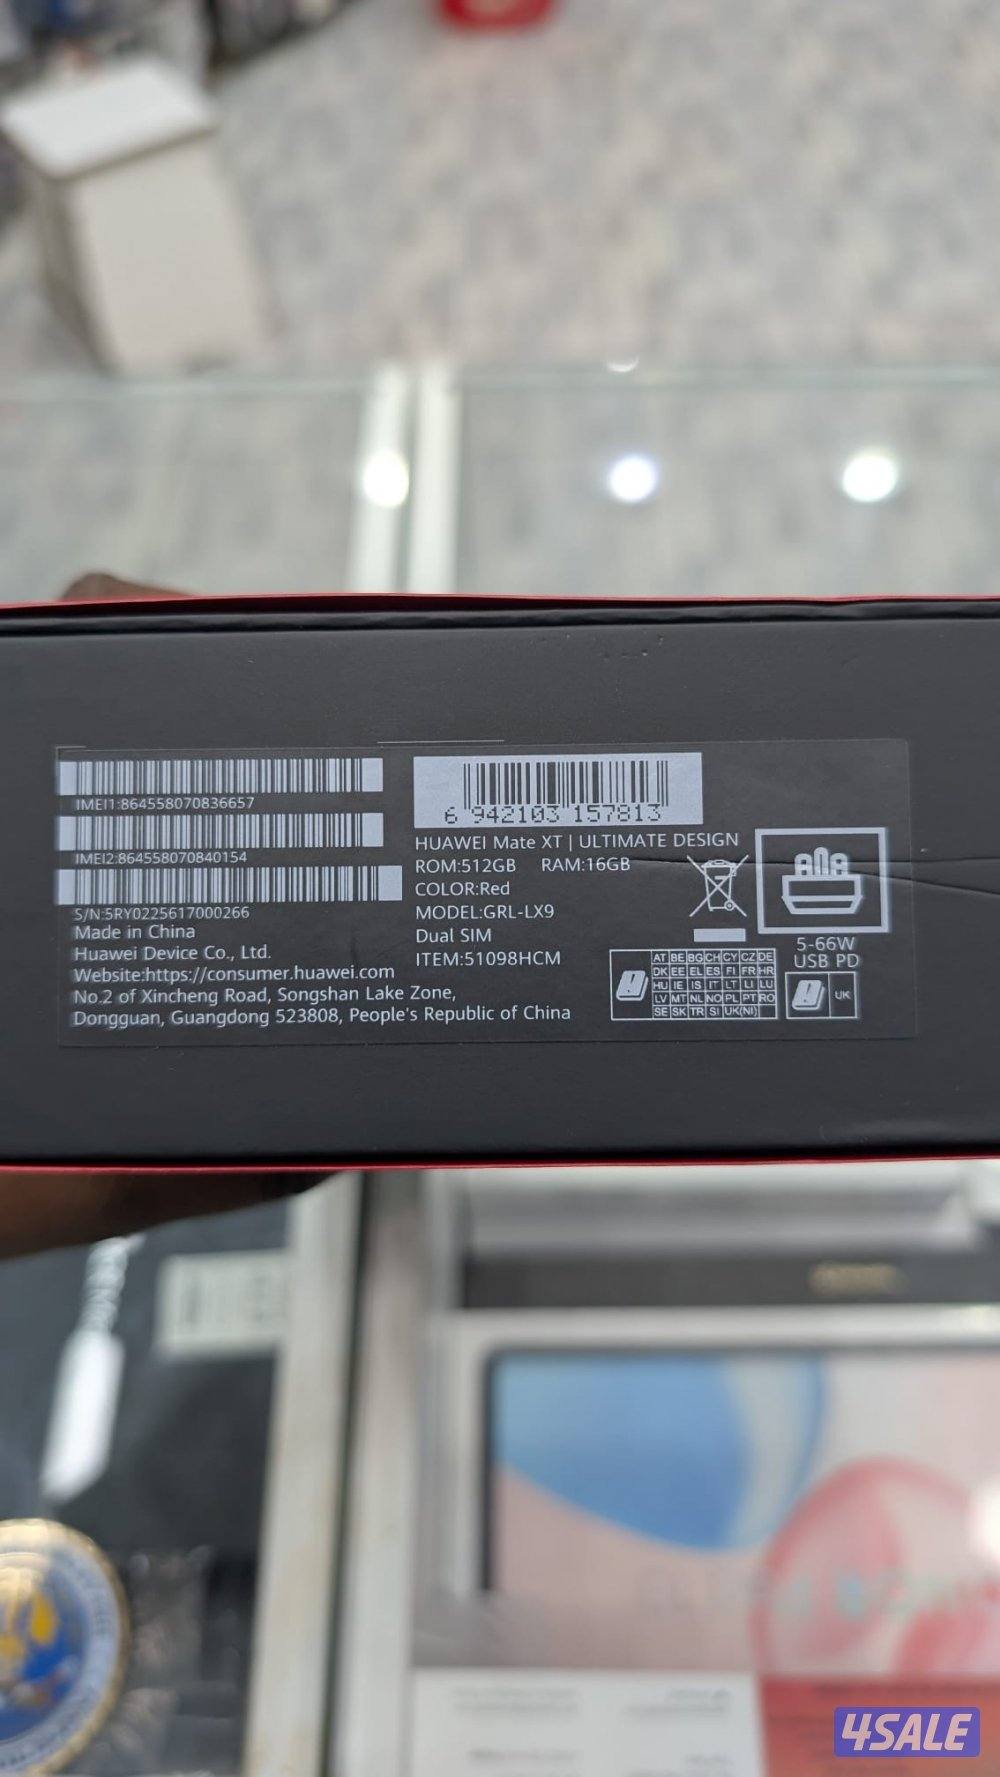 IMEI1:864558070836657
IMEI2:864558070840154
S/N:5RY0225617000266
Made in China
Huawei Device Co., Ltd.
Website:https://consumer.huawei.com
No.2 of Xincheng Road, Songshan Lake Zone,
Dongguan, Guangdong 523808, People's Republic of China
6 942103 157813
HUAWEI Mate XT | ULTIMATE DESIGN
ROM:512GB RAM:16GB
COLOR:Red
MODEL:GRL-LX9
Dual SIM
ITEM:51098HCM
5-66W
USB PD
AT BE BG CH CY CZ DE
DK EE EL ES FI FR HR
HU IE IS IT LT LI LU
LV MT NL NO PL PT RO
SE SK TR SI UK(NI)
UK
4SALE